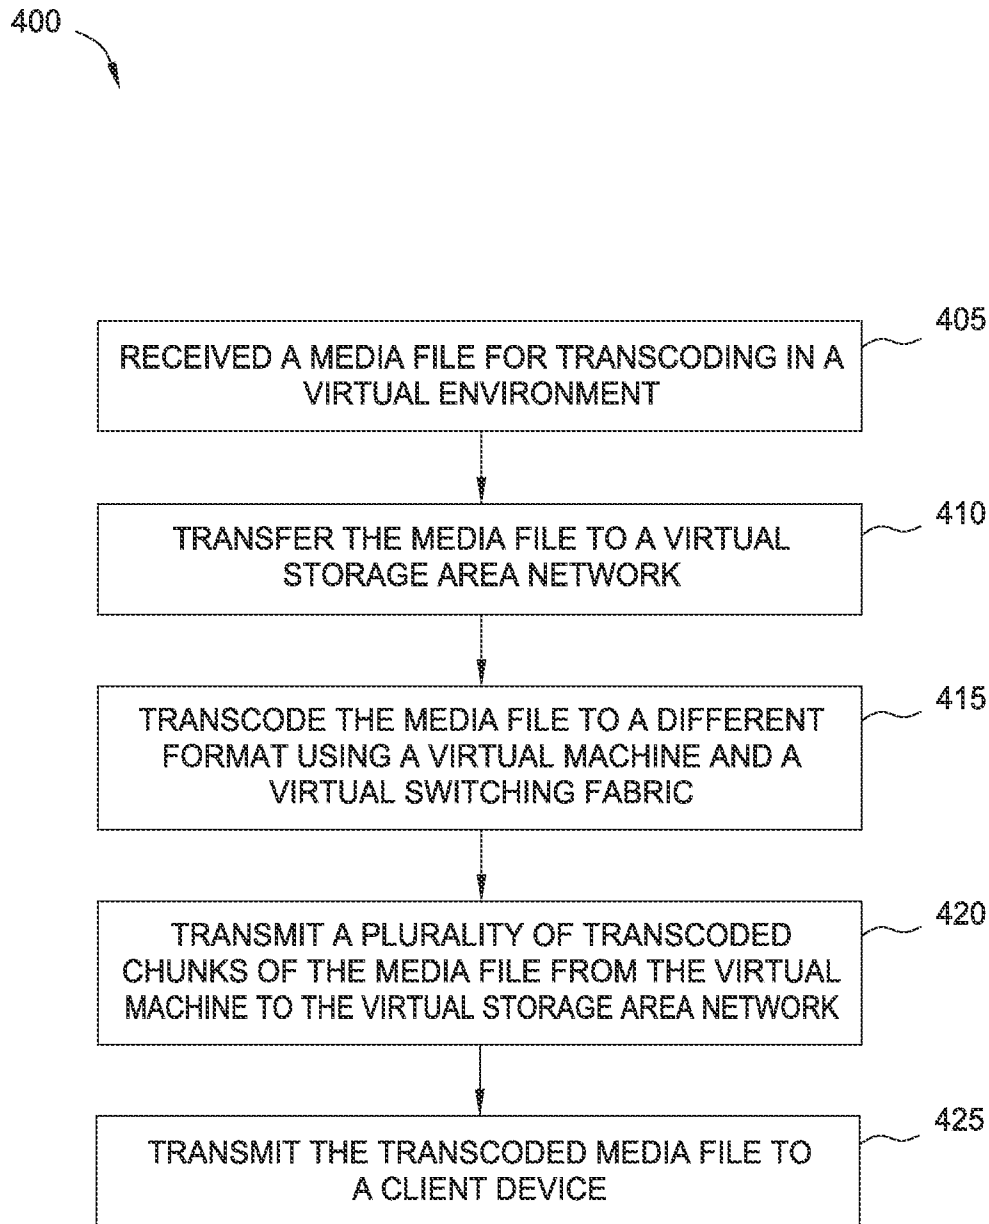 400
405
RECEIVED A MEDIA FILE FOR TRANSCODING IN A
VIRTUAL ENVIRONMENT
410
TRANSFER THE MEDIA FILE TO A VIRTUAL
STORAGE AREA NETWORK
415
TRANSCODE THE MEDIA FILE TO A DIFFERENT
FORMAT USING A VIRTUAL MACHINE AND A
VIRTUAL SWITCHING FABRIC
420
TRANSMIT A PLURALITY OF TRANSCODED
CHUNKS OF THE MEDIA FILE FROM THE VIRTUAL
MACHINE TO THE VIRTUAL STORAGE AREA NETWORK
425
TRANSMIT THE TRANSCODED MEDIA FILE TO
A CLIENT DEVICE